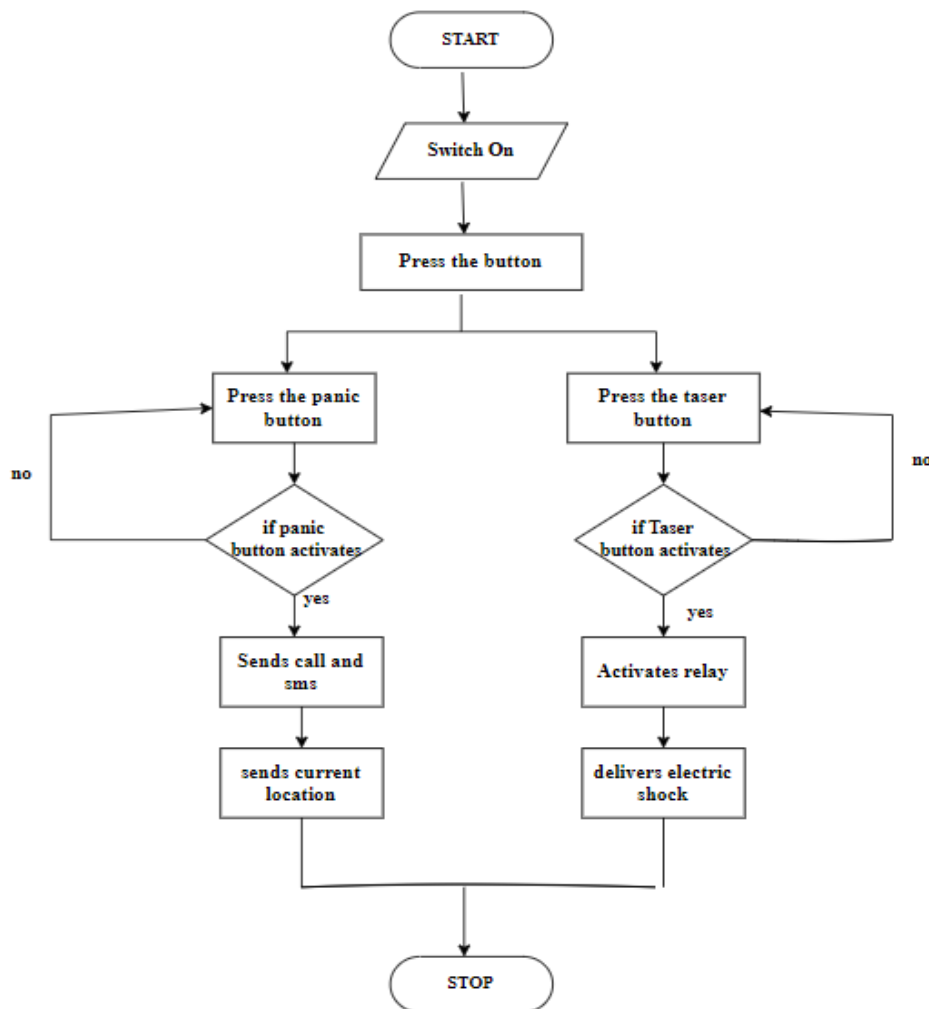 START
Switch On
Press the button
Press the panic
button
Press the taser
button
no
no
if panic
button activates
if Taser
button activates
yes
yes
Sends call and
sms
Activates relay
sends current
location
delivers electric
shock
STOP